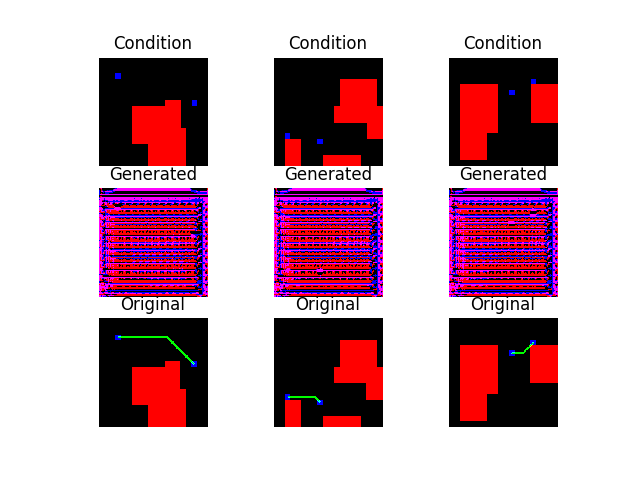 Condition Condition Condition
Generated Generated Generated
Original Original Original